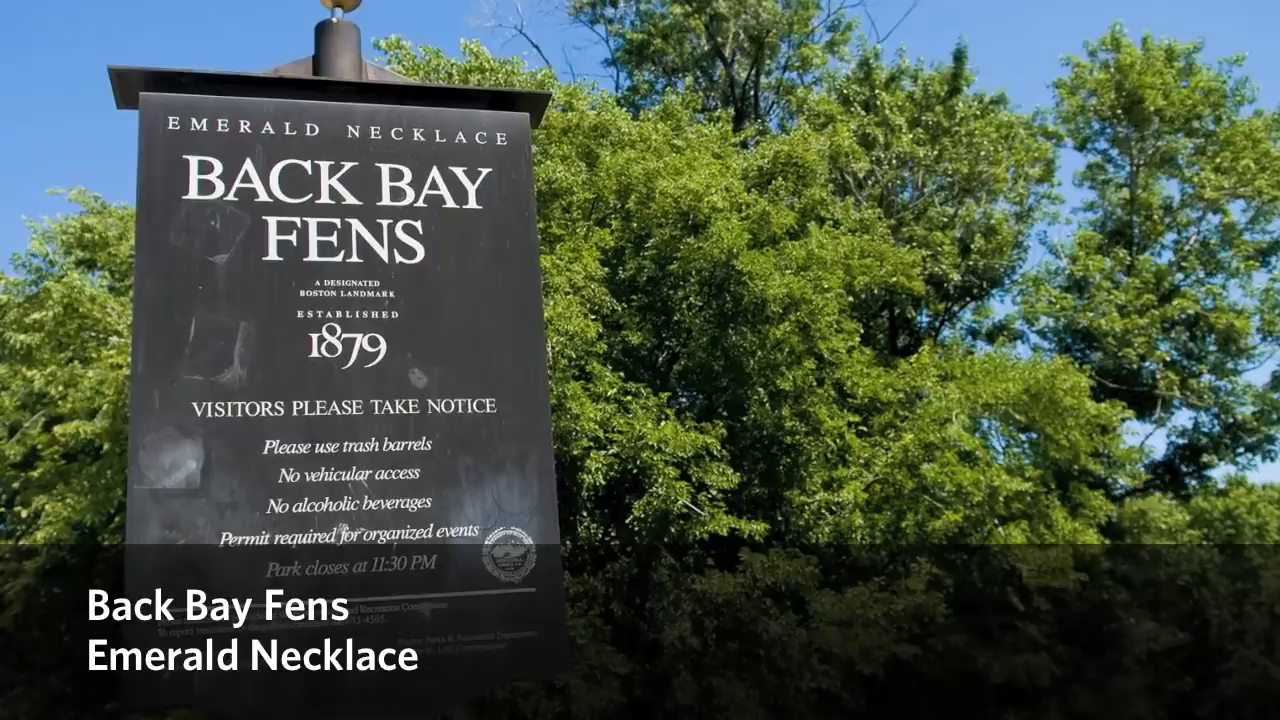 EMERALD NECKLACE
BACK BAY
FENS
A DESIGNATED
BOSTON LANDMARK
ESTABLISHED
1879
VISITORS PLEASE TAKE NOTICE
Please use trash barrels
No vehicular access
No alcoholic beverages
Permit required for organized events
Park closes at 11:30 PM
Back Bay Fens
Emerald Necklace